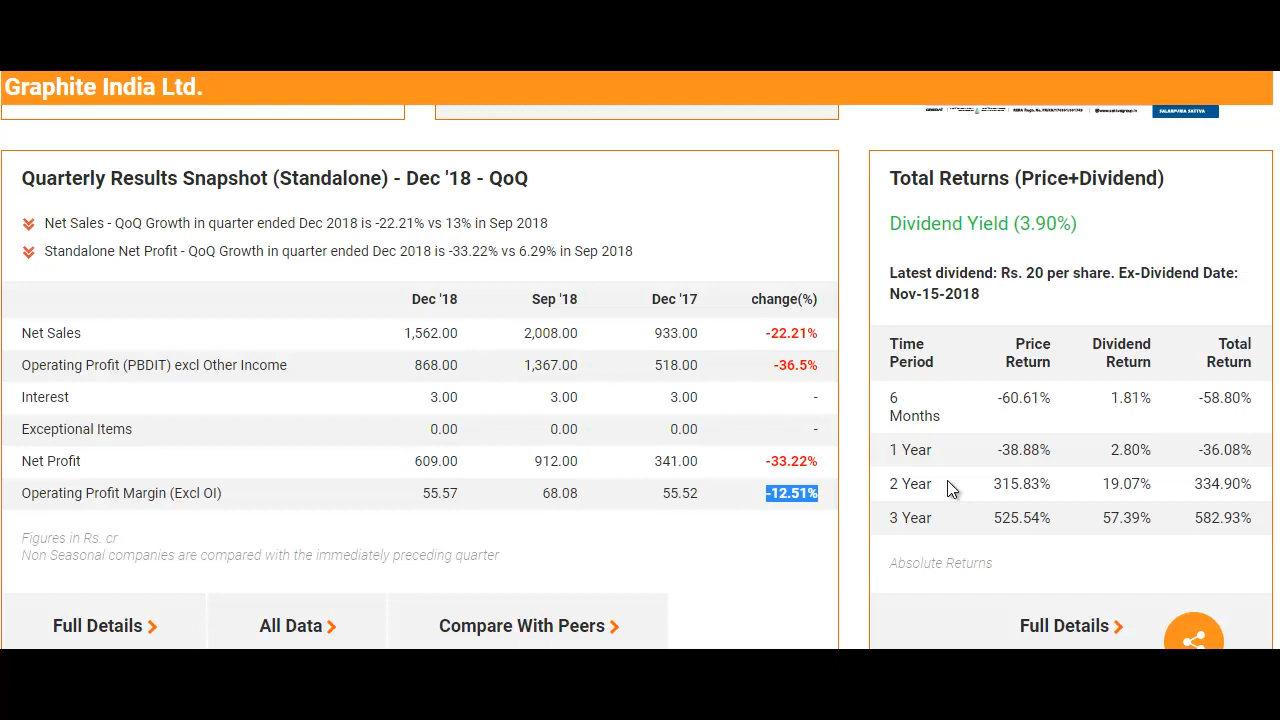 Graphite India Ltd.
SALARPURIA SATTVA
Quarterly Results Snapshot (Standalone) - Dec '18 - QoQ
Net Sales - QoQ Growth in quarter ended Dec 2018 is -22.21% vs 13% in Sep 2018
Standalone Net Profit - QoQ Growth in quarter ended Dec 2018 is -33.22% vs 6.29% in Sep 2018
Dec '18 Sep '18 Dec '17 change(%)
Net Sales 1,562.00 2,008.00 933.00 -22.21%
Operating Profit (PBDIT) excl Other Income 868.00 1,367.00 518.00 -36.5%
Interest 3.00 3.00 3.00 -
Exceptional Items 0.00 0.00 0.00 -
Net Profit 609.00 912.00 341.00 -33.22%
Operating Profit Margin (Excl OI) 55.57 68.08 55.52 -12.51%
Figures in Rs. cr
Non Seasonal companies are compared with the immediately preceding quarter
Full Details All Data Compare With Peers
Total Returns (Price+Dividend)
Dividend Yield (3.90%)
Latest dividend: Rs. 20 per share. Ex-Dividend Date:
Nov-15-2018
Time Price Dividend Total
Period Return Return Return
6 -60.61% 1.81% -58.80%
Months
1 Year -38.88% 2.80% -36.08%
2 Year 315.83% 19.07% 334.90%
3 Year 525.54% 57.39% 582.93%
Absolute Returns
Full Details